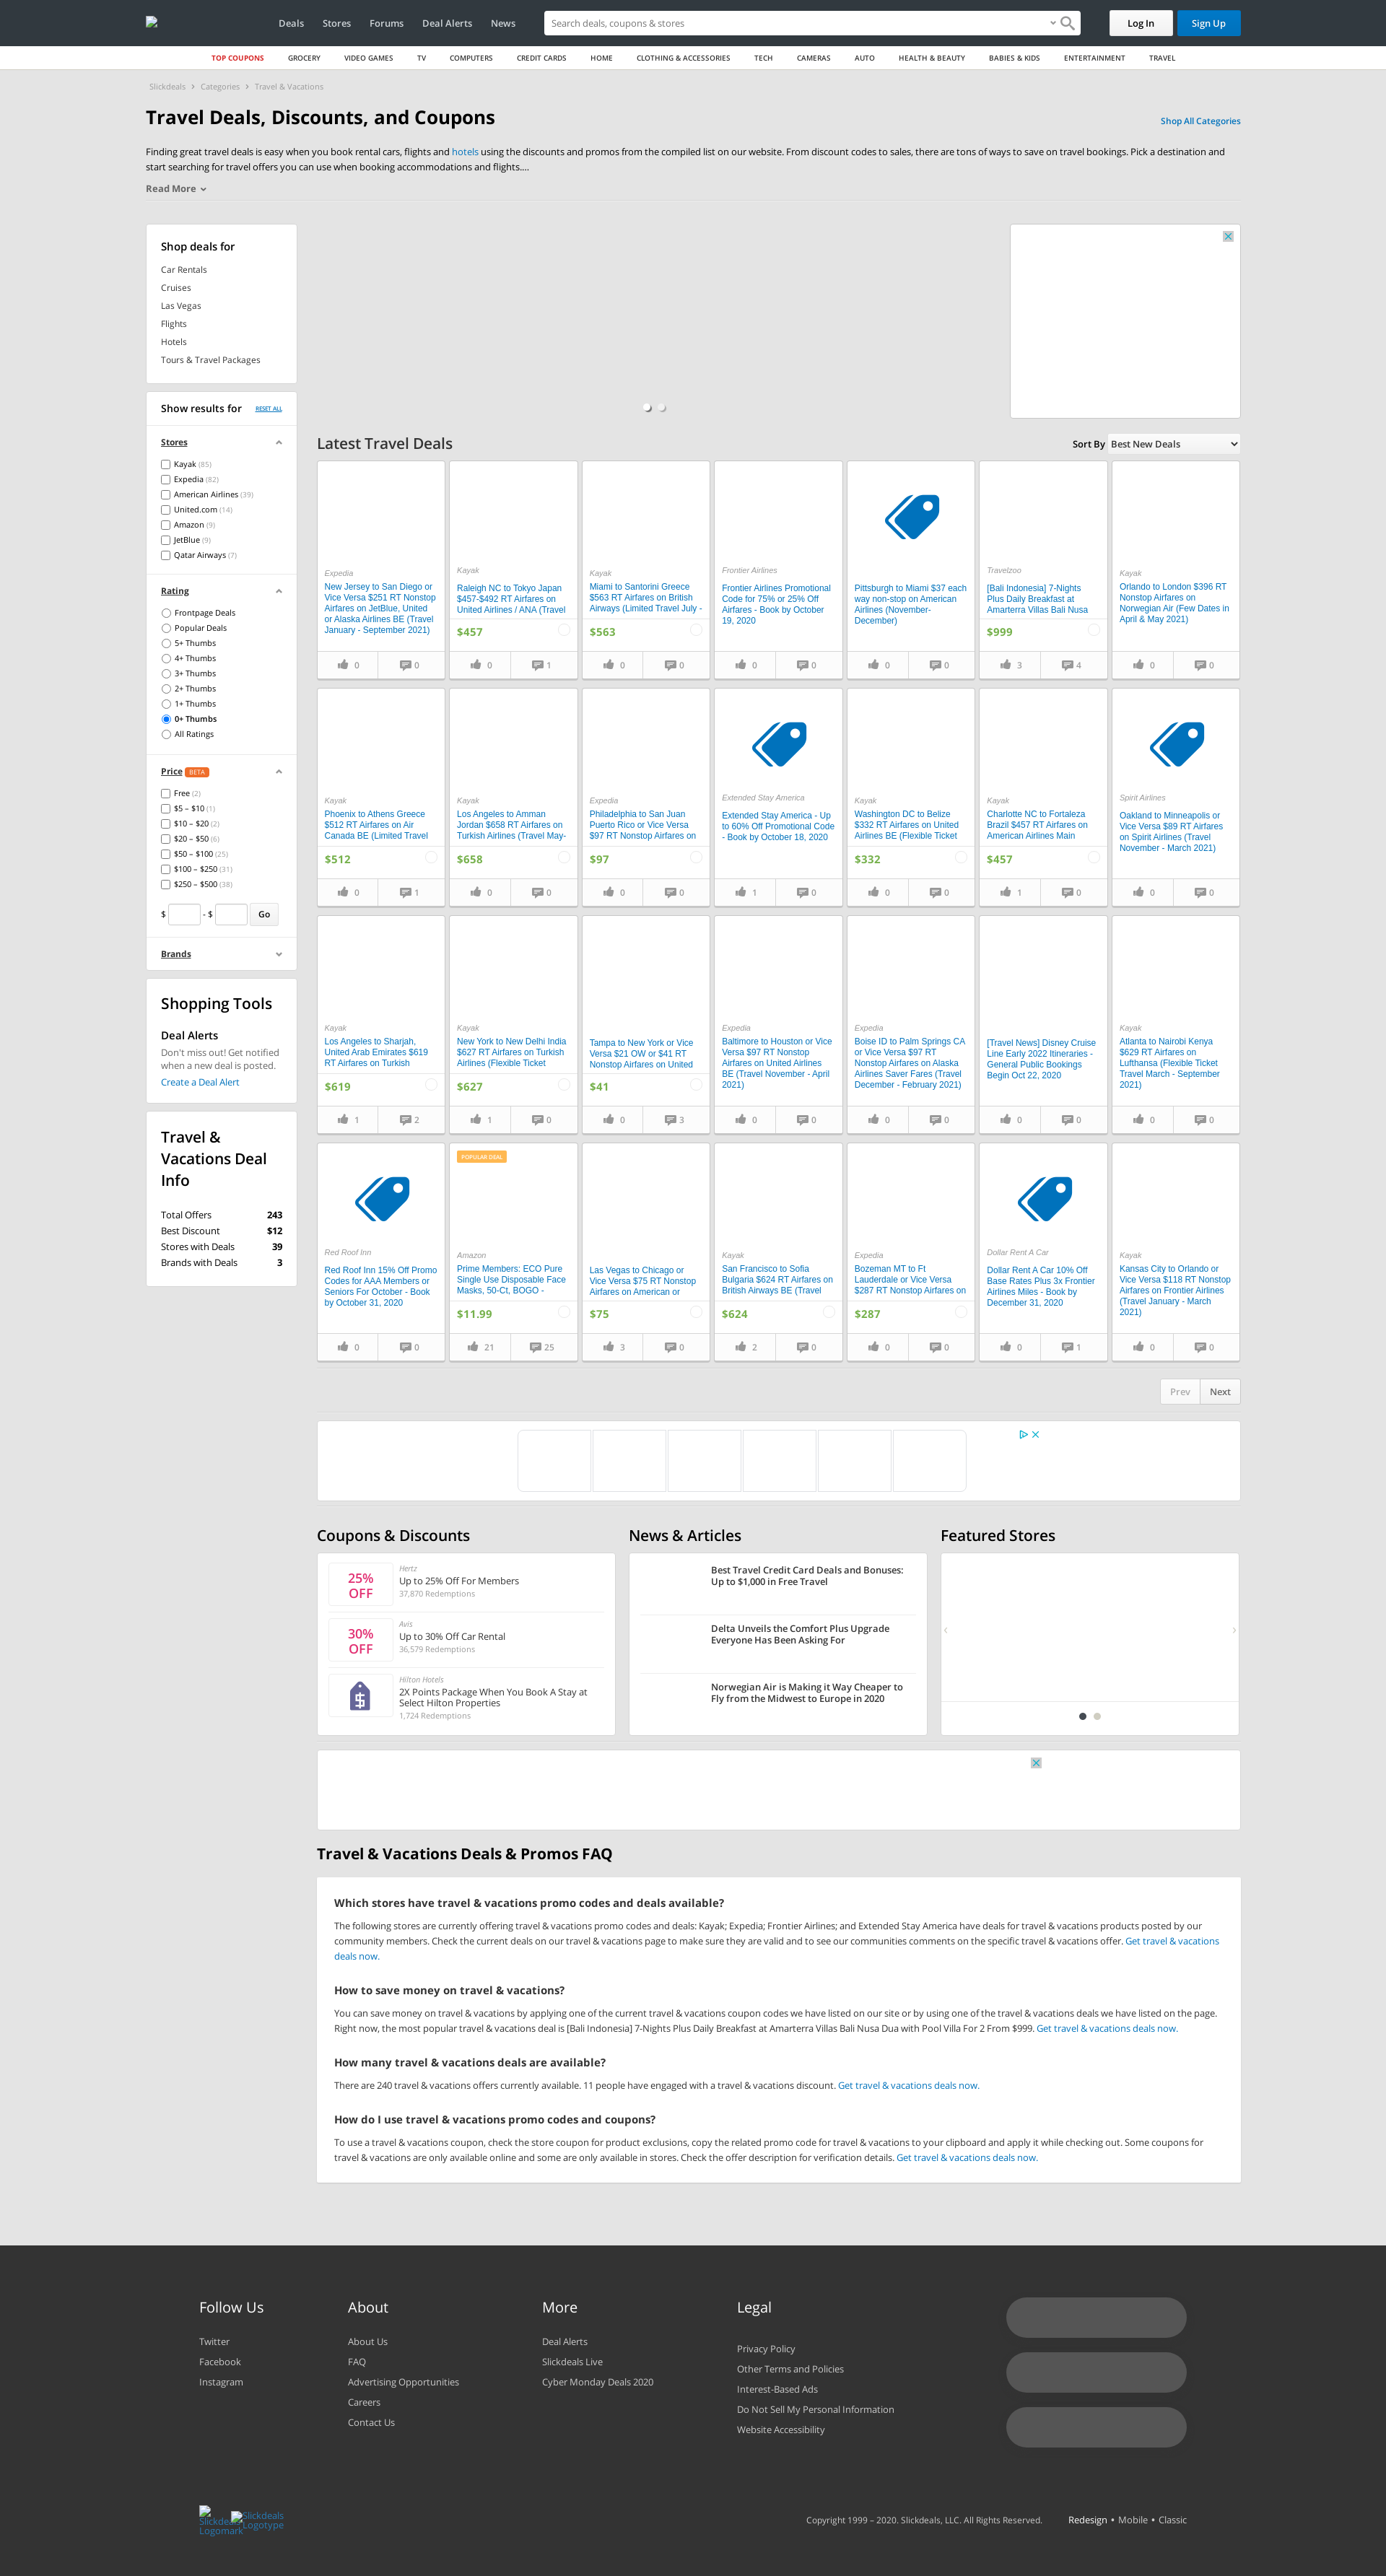 Deals Stores Forums Deal Alerts News
Search deals, coupons & stores
Log In
Sign Up
TOP COUPONS GROCERY VIDEO GAMES TV COMPUTERS CREDIT CARDS HOME CLOTHING & ACCESSORIES TECH CAMERAS AUTO HEALTH & BEAUTY BABIES & KIDS ENTERTAINMENT TRAVEL
Slickdeals › Categories › Travel & Vacations
Travel Deals, Discounts, and Coupons
Shop All Categories
Finding great travel deals is easy when you book rental cars, flights and hotels using the discounts and promos from the compiled list on our website. From discount codes to sales, there are tons of ways to save on travel bookings. Pick a destination and
start searching for travel offers you can use when booking accommodations and flights....
Read More
Shop deals for
Car Rentals
Cruises
Las Vegas
Flights
Hotels
Tours & Travel Packages
Show results for
RESET ALL
Stores
Kayak (85)
Expedia (82)
American Airlines (39)
United.com (14)
Amazon (9)
JetBlue (9)
Qatar Airways (7)
Rating
Frontpage Deals
Popular Deals
5+ Thumbs
4+ Thumbs
3+ Thumbs
2+ Thumbs
1+ Thumbs
0+ Thumbs
All Ratings
Price BETA
Free (2)
$5 – $10 (1)
$10 – $20 (2)
$20 – $50 (6)
$50 – $100 (25)
$100 – $250 (31)
$250 – $500 (38)
$ - $ Go
Brands
Shopping Tools
Deal Alerts
Don't miss out! Get notified
when a new deal is posted.
Create a Deal Alert
Travel &
Vacations Deal
Info
Total Offers 243
Best Discount $12
Stores with Deals 39
Brands with Deals 3
Latest Travel Deals
Sort By Best New Deals
Expedia
New Jersey to San Diego or
Vice Versa $251 RT Nonstop
Airfares on JetBlue, United
or Alaska Airlines BE (Travel
January - September 2021)
0 0
Kayak
Raleigh NC to Tokyo Japan
$457-$492 RT Airfares on
United Airlines / ANA (Travel
$457
0 1
Kayak
Miami to Santorini Greece
$563 RT Airfares on British
Airways (Limited Travel July -
$563
0 0
Frontier Airlines
Frontier Airlines Promotional
Code for 75% or 25% Off
Airfares - Book by October
19, 2020
0 0
Pittsburgh to Miami $37 each
way non-stop on American
Airlines (November-
December)
0 0
Travelzoo
[Bali Indonesia] 7-Nights
Plus Daily Breakfast at
Amarterra Villas Bali Nusa
$999
3 4
Kayak
Orlando to London $396 RT
Nonstop Airfares on
Norwegian Air (Few Dates in
April & May 2021)
0 0
Kayak
Phoenix to Athens Greece
$512 RT Airfares on Air
Canada BE (Limited Travel
$512
0 1
Kayak
Los Angeles to Amman
Jordan $658 RT Airfares on
Turkish Airlines (Travel May-
$658
0 0
Expedia
Philadelphia to San Juan
Puerto Rico or Vice Versa
$97 RT Nonstop Airfares on
$97
0 0
Extended Stay America
Extended Stay America - Up
to 60% Off Promotional Code
- Book by October 18, 2020
1 0
Kayak
Washington DC to Belize
$332 RT Airfares on United
Airlines BE (Flexible Ticket
$332
0 0
Kayak
Charlotte NC to Fortaleza
Brazil $457 RT Airfares on
American Airlines Main
$457
1 0
Spirit Airlines
Oakland to Minneapolis or
Vice Versa $89 RT Airfares
on Spirit Airlines (Travel
November - March 2021)
0 0
Kayak
Los Angeles to Sharjah,
United Arab Emirates $619
RT Airfares on Turkish
$619
1 2
Kayak
New York to New Delhi India
$627 RT Airfares on Turkish
Airlines (Flexible Ticket
$627
1 0
Tampa to New York or Vice
Versa $21 OW or $41 RT
Nonstop Airfares on United
$41
0 3
Expedia
Baltimore to Houston or Vice
Versa $97 RT Nonstop
Airfares on United Airlines
BE (Travel November - April
2021)
0 0
Expedia
Boise ID to Palm Springs CA
or Vice Versa $97 RT
Nonstop Airfares on Alaska
Airlines Saver Fares (Travel
December - February 2021)
0 0
[Travel News] Disney Cruise
Line Early 2022 Itineraries -
General Public Bookings
Begin Oct 22, 2020
0 0
Kayak
Atlanta to Nairobi Kenya
$629 RT Airfares on
Lufthansa (Flexible Ticket
Travel March - September
2021)
0 0
Red Roof Inn
Red Roof Inn 15% Off Promo
Codes for AAA Members or
Seniors For October - Book
by October 31, 2020
0 0
POPULAR DEAL
Amazon
Prime Members: ECO Pure
Single Use Disposable Face
Masks, 50-Ct, BOGO -
$11.99
21 25
Las Vegas to Chicago or
Vice Versa $75 RT Nonstop
Airfares on American or
$75
3 0
Kayak
San Francisco to Sofia
Bulgaria $624 RT Airfares on
British Airways BE (Travel
$624
2 0
Expedia
Bozeman MT to Ft
Lauderdale or Vice Versa
$287 RT Nonstop Airfares on
$287
0 0
Dollar Rent A Car
Dollar Rent A Car 10% Off
Base Rates Plus 3x Frontier
Airlines Miles - Book by
December 31, 2020
0 1
Kayak
Kansas City to Orlando or
Vice Versa $118 RT Nonstop
Airfares on Frontier Airlines
(Travel January - March
2021)
0 0
Prev Next
Coupons & Discounts
25%
OFF
Hertz
Up to 25% Off For Members
37,870 Redemptions
30%
OFF
Avis
Up to 30% Off Car Rental
36,579 Redemptions
Hilton Hotels
2X Points Package When You Book A Stay at
Select Hilton Properties
1,724 Redemptions
News & Articles
Best Travel Credit Card Deals and Bonuses:
Up to $1,000 in Free Travel
Delta Unveils the Comfort Plus Upgrade
Everyone Has Been Asking For
Norwegian Air is Making it Way Cheaper to
Fly from the Midwest to Europe in 2020
Featured Stores
Travel & Vacations Deals & Promos FAQ
Which stores have travel & vacations promo codes and deals available?
The following stores are currently offering travel & vacations promo codes and deals: Kayak; Expedia; Frontier Airlines; and Extended Stay America have deals for travel & vacations products posted by our
community members. Check the current deals on our travel & vacations page to make sure they are valid and to see our communities comments on the specific travel & vacations offer. Get travel & vacations
deals now.
How to save money on travel & vacations?
You can save money on travel & vacations by applying one of the current travel & vacations coupon codes we have listed on our site or by using one of the travel & vacations deals we have listed on the page.
Right now, the most popular travel & vacations deal is [Bali Indonesia] 7-Nights Plus Daily Breakfast at Amarterra Villas Bali Nusa Dua with Pool Villa For 2 From $999. Get travel & vacations deals now.
How many travel & vacations deals are available?
There are 240 travel & vacations offers currently available. 11 people have engaged with a travel & vacations discount. Get travel & vacations deals now.
How do I use travel & vacations promo codes and coupons?
To use a travel & vacations coupon, check the store coupon for product exclusions, copy the related promo code for travel & vacations to your clipboard and apply it while checking out. Some coupons for
travel & vacations are only available online and some are only available in stores. Check the offer description for verification details. Get travel & vacations deals now.
Follow Us
Twitter
Facebook
Instagram
About
About Us
FAQ
Advertising Opportunities
Careers
Contact Us
More
Deal Alerts
Slickdeals Live
Cyber Monday Deals 2020
Legal
Privacy Policy
Other Terms and Policies
Interest-Based Ads
Do Not Sell My Personal Information
Website Accessibility
Slickdeals
Logomark
Slickdeals
Logotype
Copyright 1999 – 2020. Slickdeals, LLC. All Rights Reserved.
Redesign • Mobile • Classic